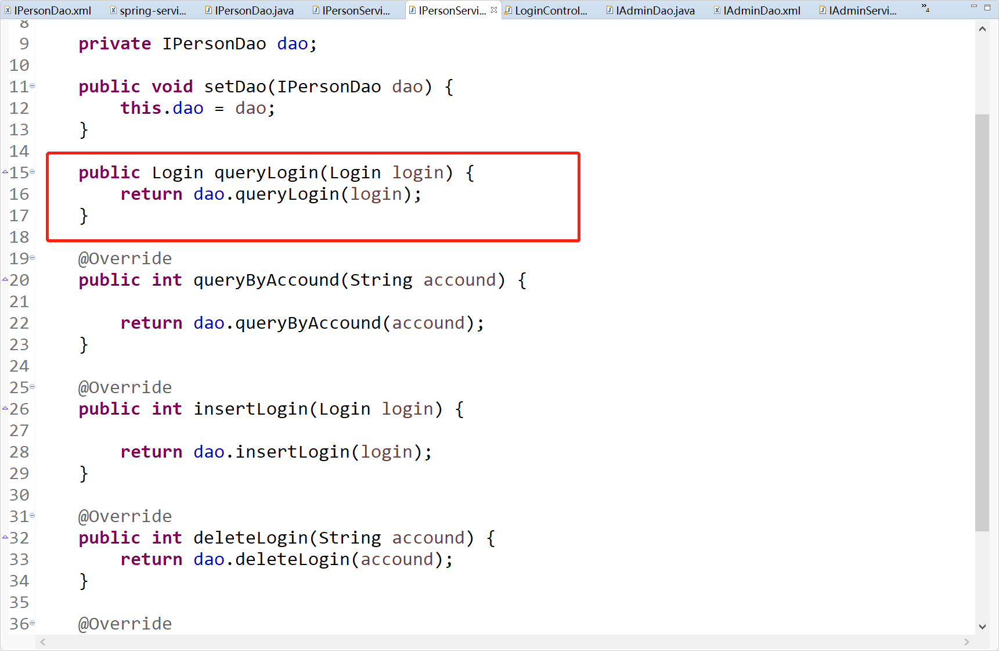 IPersonDao.xml spring-servi... IPersonDao.java IPersonServi... IPersonServi... LoginControl... IAdminDao.java IAdminDao.xml IAdminServi... »4
8
9 private IPersonDao dao;
10
11 public void setDao(IPersonDao dao) {
12 this.dao = dao;
13 }
14
15 public Login queryLogin(Login login) {
16 return dao.queryLogin(login);
17 }
18
19 @Override
20 public int queryByAccound(String accound) {
21
22 return dao.queryByAccound(accound);
23 }
24
25 @Override
26 public int insertLogin(Login login) {
27
28 return dao.insertLogin(login);
29 }
30
31 @Override
32 public int deleteLogin(String accound) {
33 return dao.deleteLogin(accound);
34 }
35
36 @Override